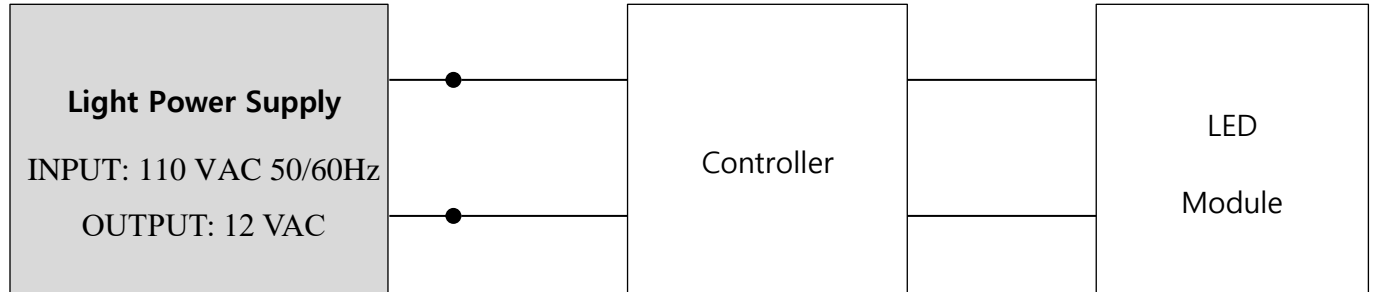 Light Power Supply
INPUT: 110 VAC 50/60Hz
OUTPUT: 12 VAC
Controller
LED
Module